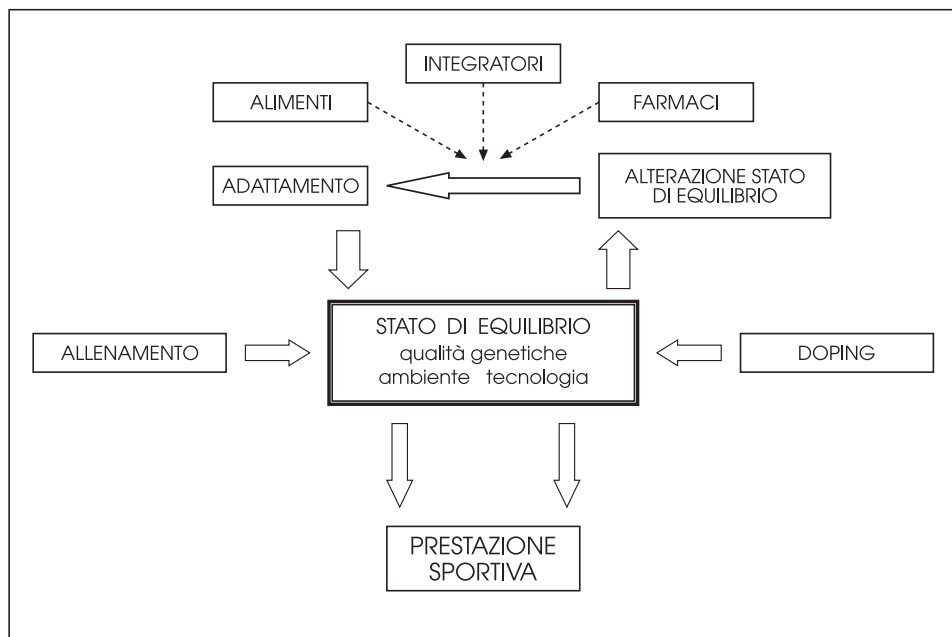 INTEGRATORI
ALIMENTI
FARMACI
ADATTAMENTO
ALTERAZIONE STATO
DI EQUILIBRIO
STATO DI EQUILIBRIO
qualità genetiche
ambiente tecnologia
ALLENAMENTO
DOPING
PRESTAZIONE
SPORTIVA